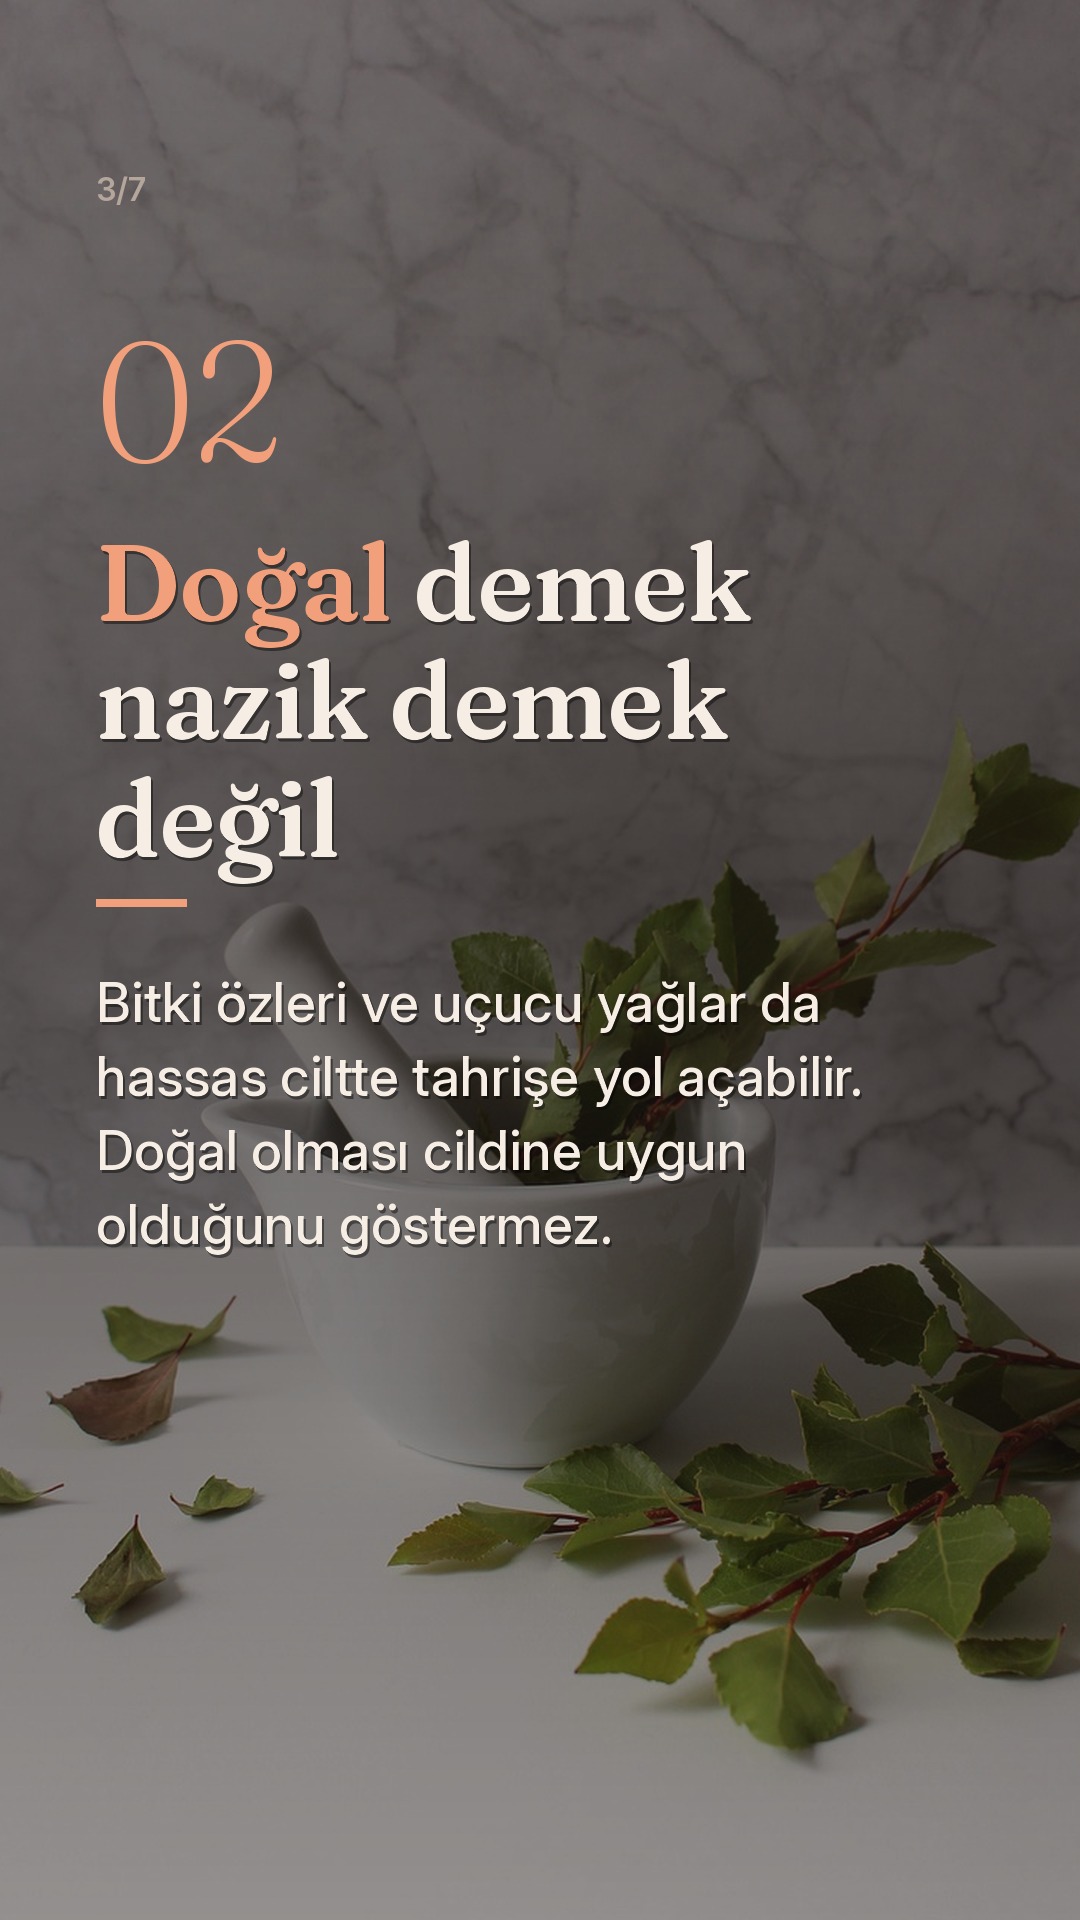 3/7
02
Doğal demek
nazik demek
değil
Bitki özleri ve uçucu yağlar da
hassas ciltte tahrişe yol açabilir.
Doğal olması cildine uygun
olduğunu göstermez.